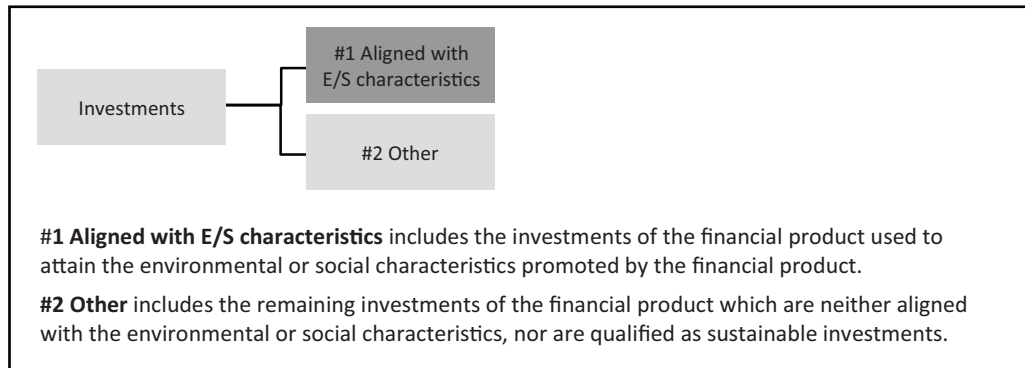 #1 Aligned with
E/S characteristics
Investments
#2 Other
#1 Aligned with E/S characteristics includes the investments of the financial product used to
attain the environmental or social characteristics promoted by the financial product.
#2 Other includes the remaining investments of the financial product which are neither aligned
with the environmental or social characteristics, nor are qualified as sustainable investments.